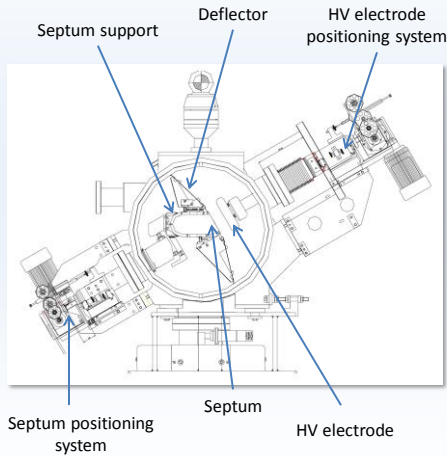 Deflector
Septum support
HV electrode
positioning system
Septum
Septum positioning
system
HV electrode